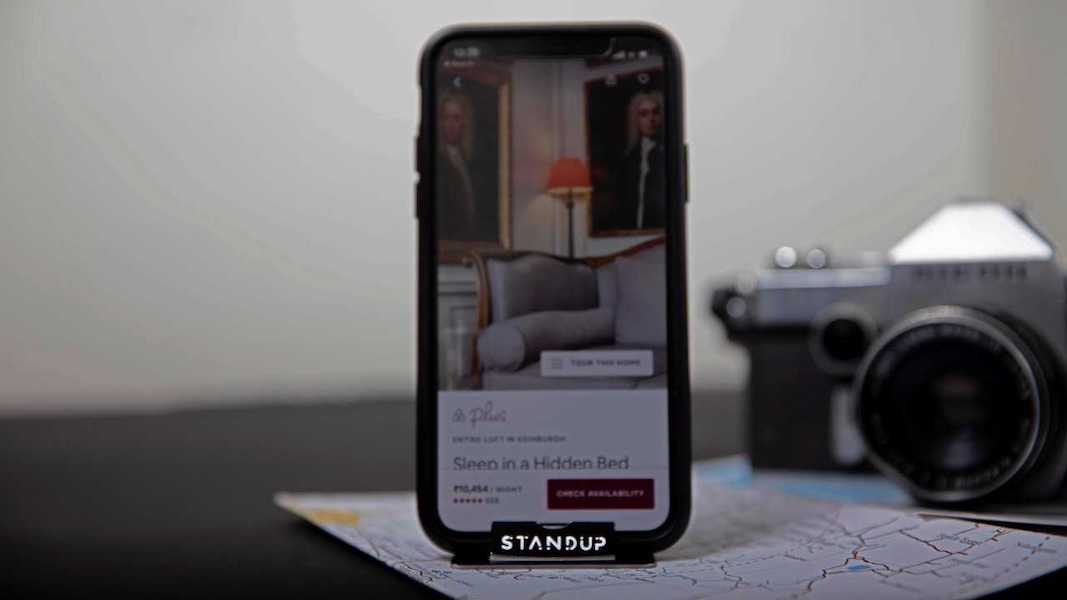 TOUR THIS HOME
plus
ENTIRE LOFT IN EDINBURGH
Sleep in a Hidden Bed
₹10,454 / NIGHT
CHECK AVAILABILITY
STANDUP